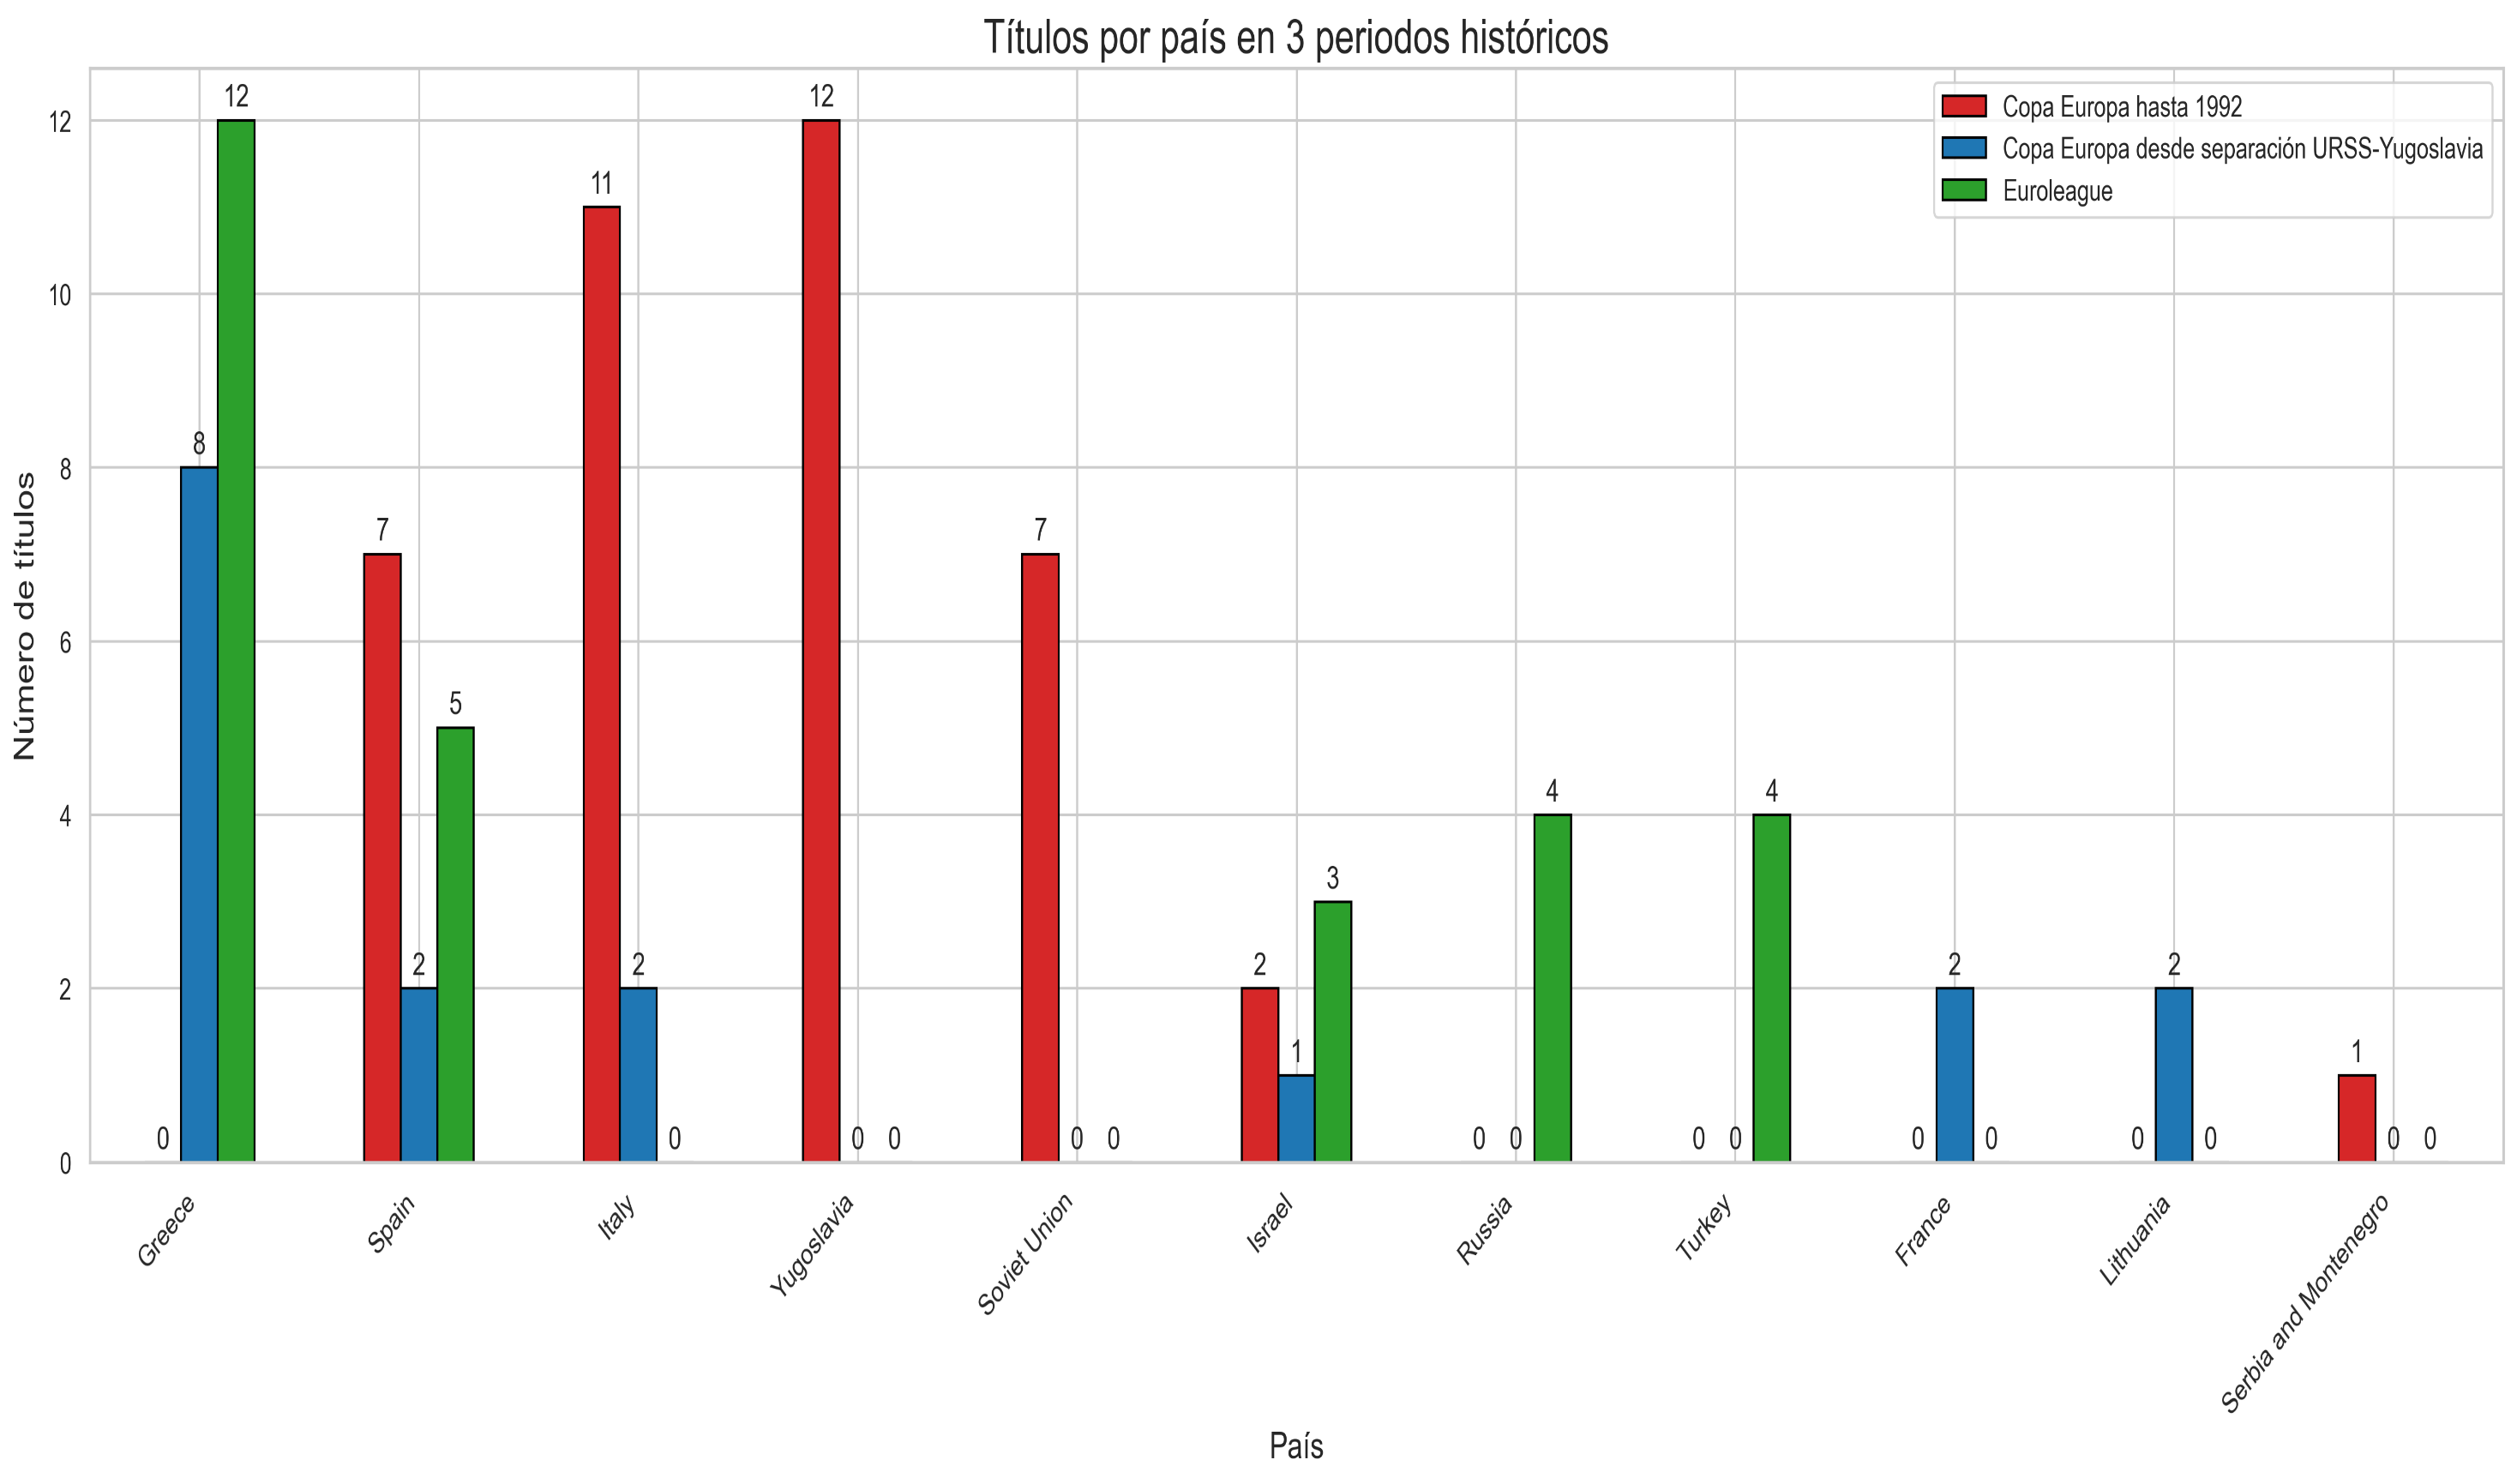 Títulos por país en 3 periodos históricos
Copa Europa hasta 1992
Copa Europa desde separación URSS-Yugoslavia
Euroleague
Número de títulos
12
10
8
6
4
2
0
0 8 12
7 2 5
11 2 0
12 0 0
7 0 0
2 1 3
0 0 4
0 0 4
0 2 0
0 2 0
1 0 0
Greece
Spain
Italy
Yugoslavia
Soviet Union
Israel
Russia
Turkey
France
Lithuania
Serbia and Montenegro
País